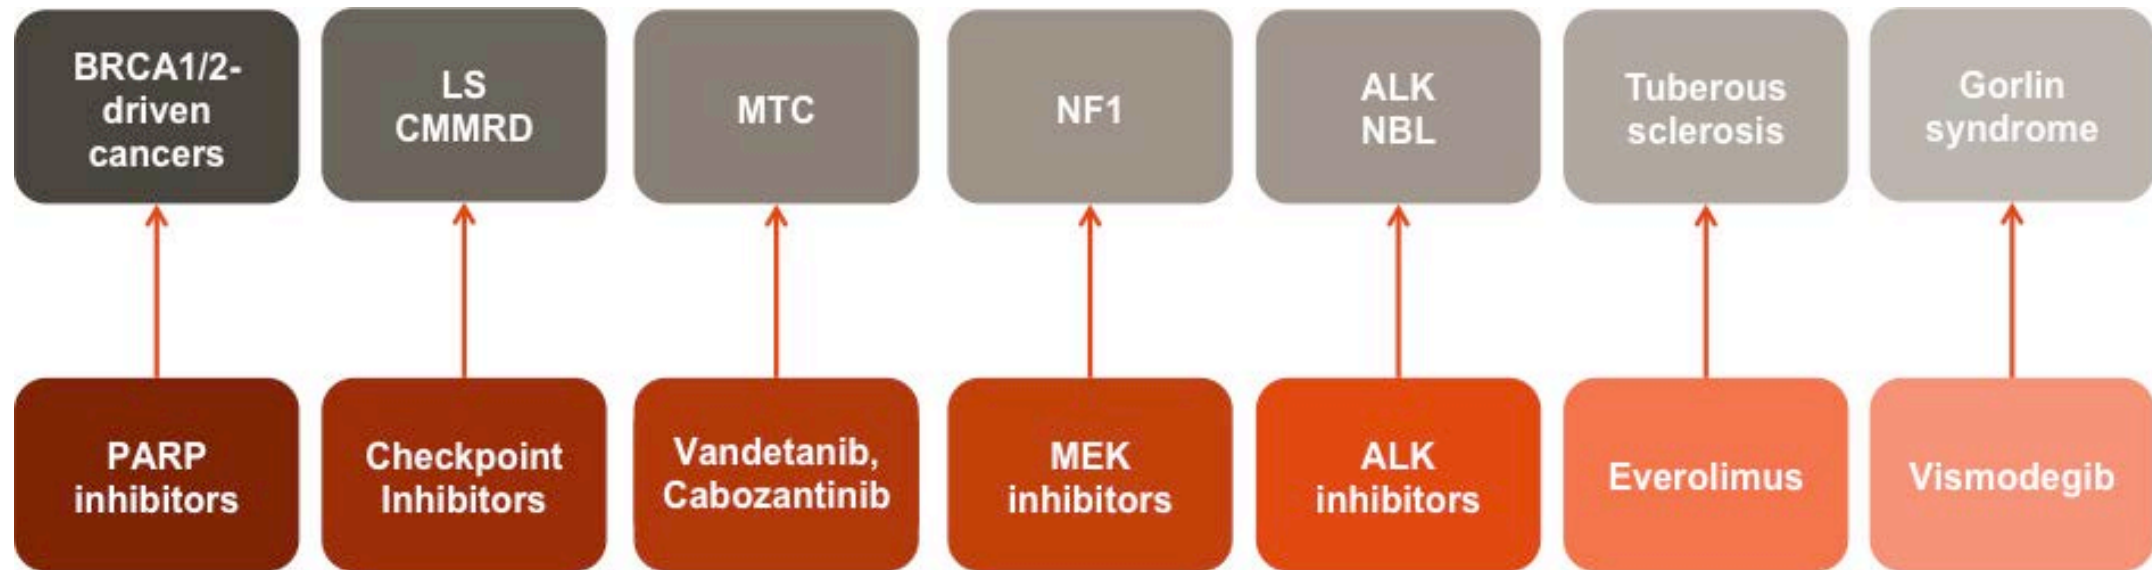 BRCA1/2-
driven
cancers
LS
CMMRD
MTC
NF1
ALK
NBL
Tuberous
sclerosis
Gorlin
syndrome
PARP
inhibitors
Checkpoint
Inhibitors
Vandetanib,
Cabozantinib
MEK
inhibitors
ALK
inhibitors
Everolimus
Vismodegib